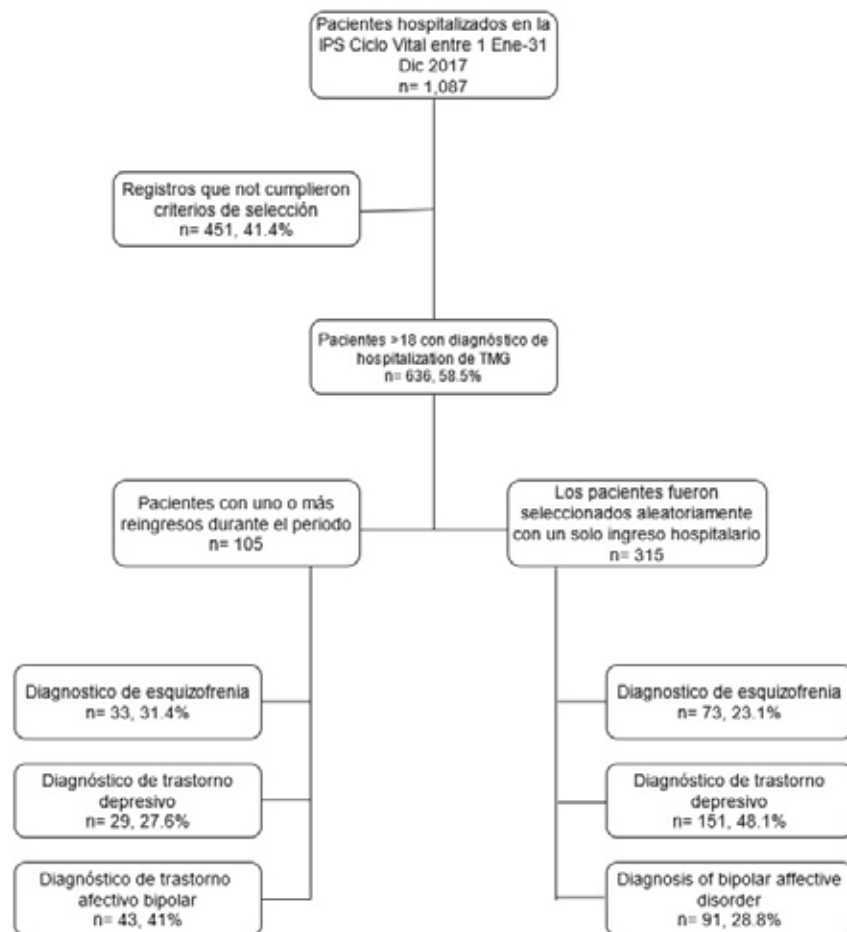 Pacientes hospitalizados en la
IPS Ciclo Vital entre 1 Ene-31
Dic 2017
n= 1,087
Registros que not cumplieron
criterios de selección
n= 451, 41.4%
Pacientes >18 con diagnóstico de
hospitalization de TMG
n= 636, 58.5%
Pacientes con uno o más
reingresos durante el periodo
n= 105
Los pacientes fueron
seleccionados aleatoriamente
con un solo ingreso hospitalario
n= 315
Diagnostico de esquizofrenia
n= 33, 31.4%
Diagnóstico de trastorno
depresivo
n= 29, 27.6%
Diagnóstico de trastorno
afectivo bipolar
n= 43, 41%
Diagnostico de esquizofrenia
n= 73, 23.1%
Diagnóstico de trastorno
depresivo
n= 151, 48.1%
Diagnosis of bipolar affective
disorder
n= 91, 28.8%